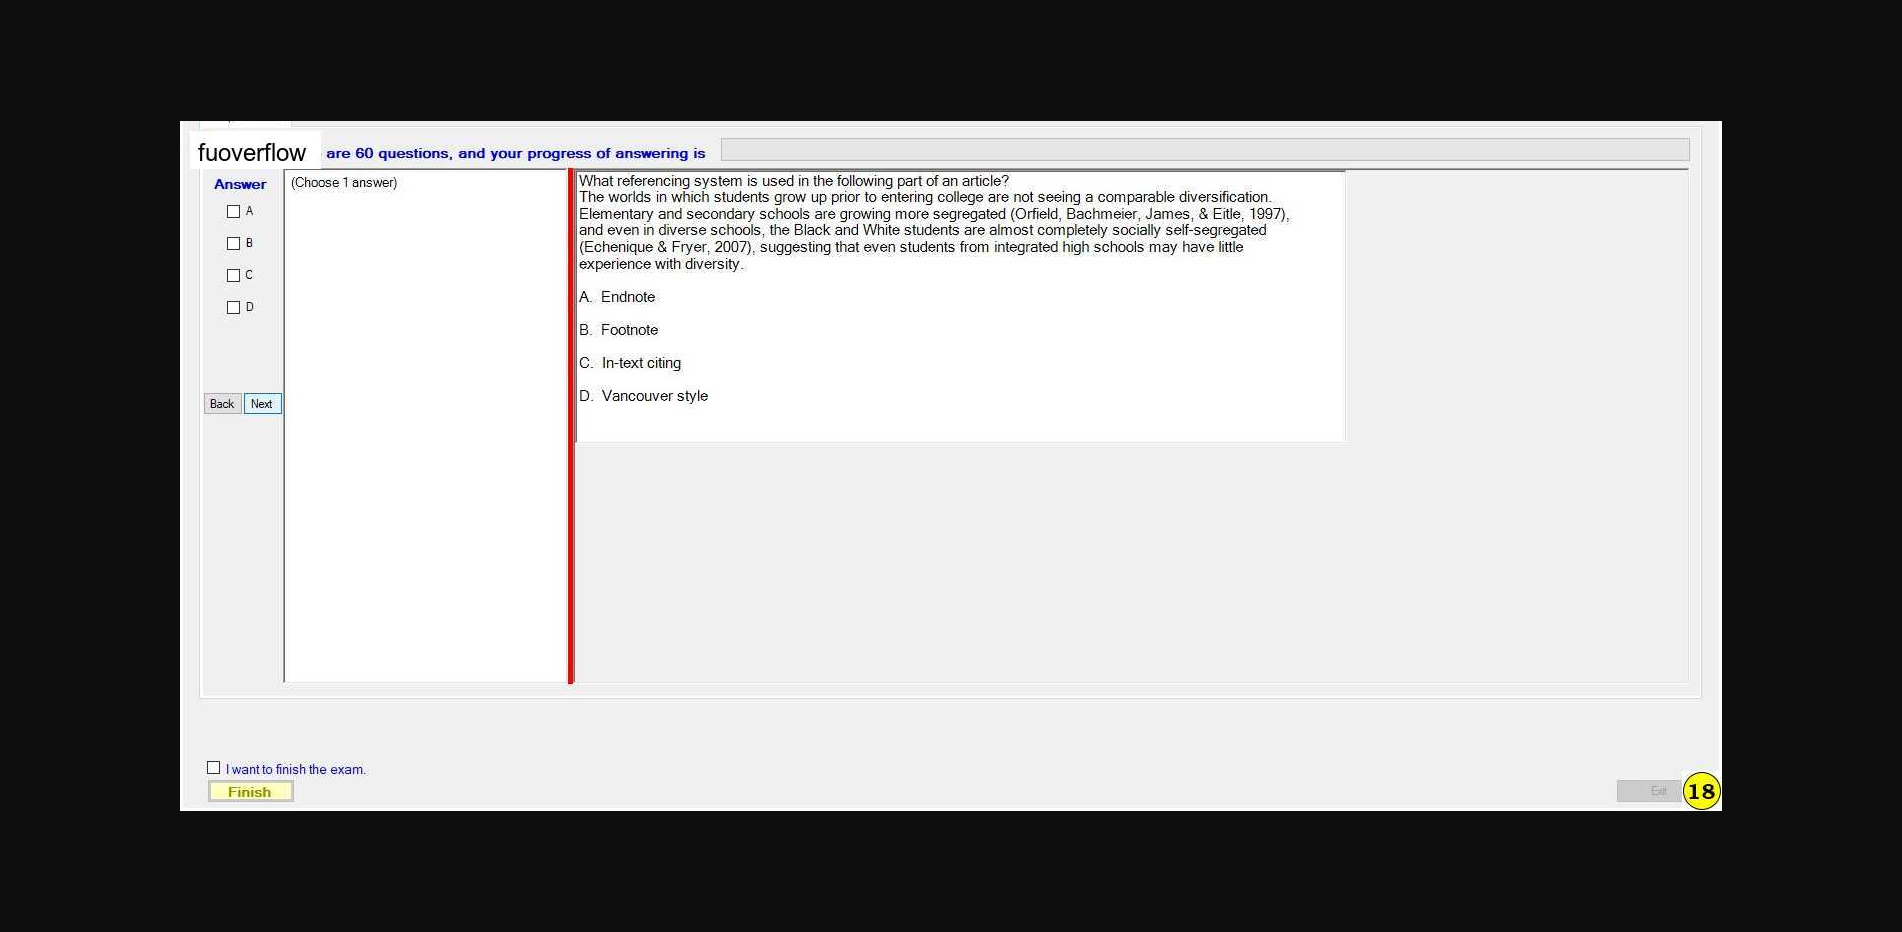 fuoverflow are 60 questions, and your progress of answering is
Answer
A
B
C
D
Back Next
(Choose 1 answer)
What referencing system is used in the following part of an article?
The worlds in which students grow up prior to entering college are not seeing a comparable diversification.
Elementary and secondary schools are growing more segregated (Orfield, Bachmeier, James, & Eitle, 1997),
and even in diverse schools, the Black and White students are almost completely socially self-segregated
(Echenique & Fryer, 2007), suggesting that even students from integrated high schools may have little
experience with diversity.
A. Endnote
B. Footnote
C. In-text citing
D. Vancouver style
I want to finish the exam.
Finish
Exit
18